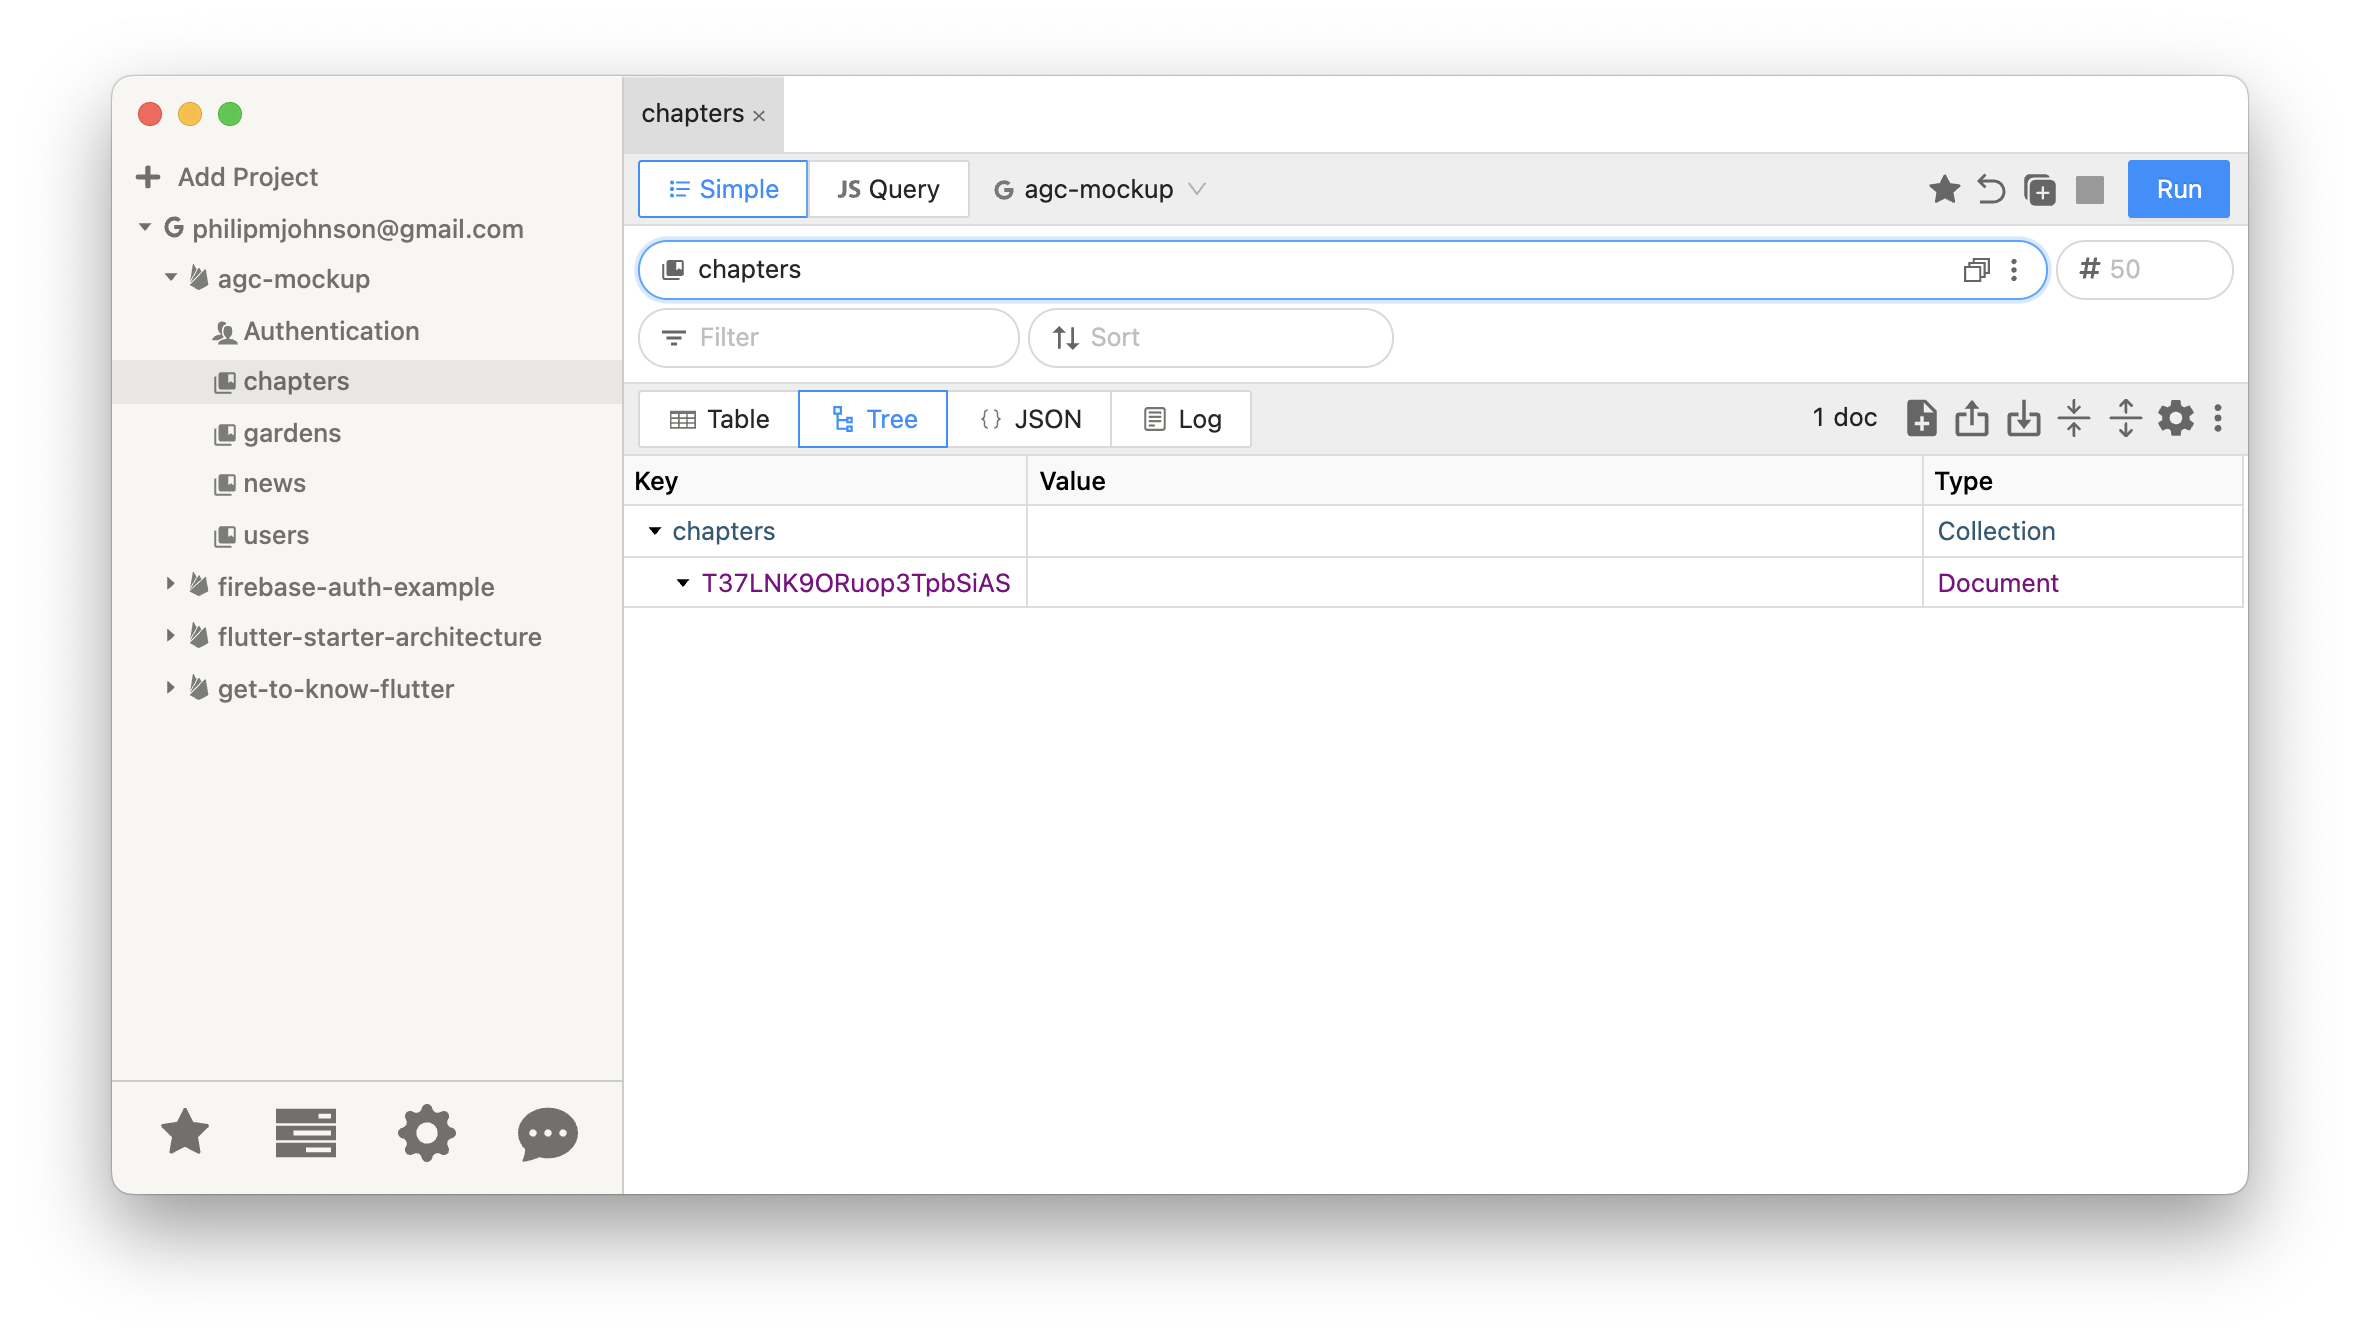 Add Project
philipmjohnson@gmail.com
agc-mockup
Authentication
chapters
gardens
news
users
firebase-auth-example
flutter-starter-architecture
get-to-know-flutter
chapters ×
Simple JS Query G agc-mockup Run
chapters # 50
Filter Sort
Table Tree {} JSON Log 1 doc
Key Value Type
chapters Collection
T37LNK9ORuop3TpbSiAS Document